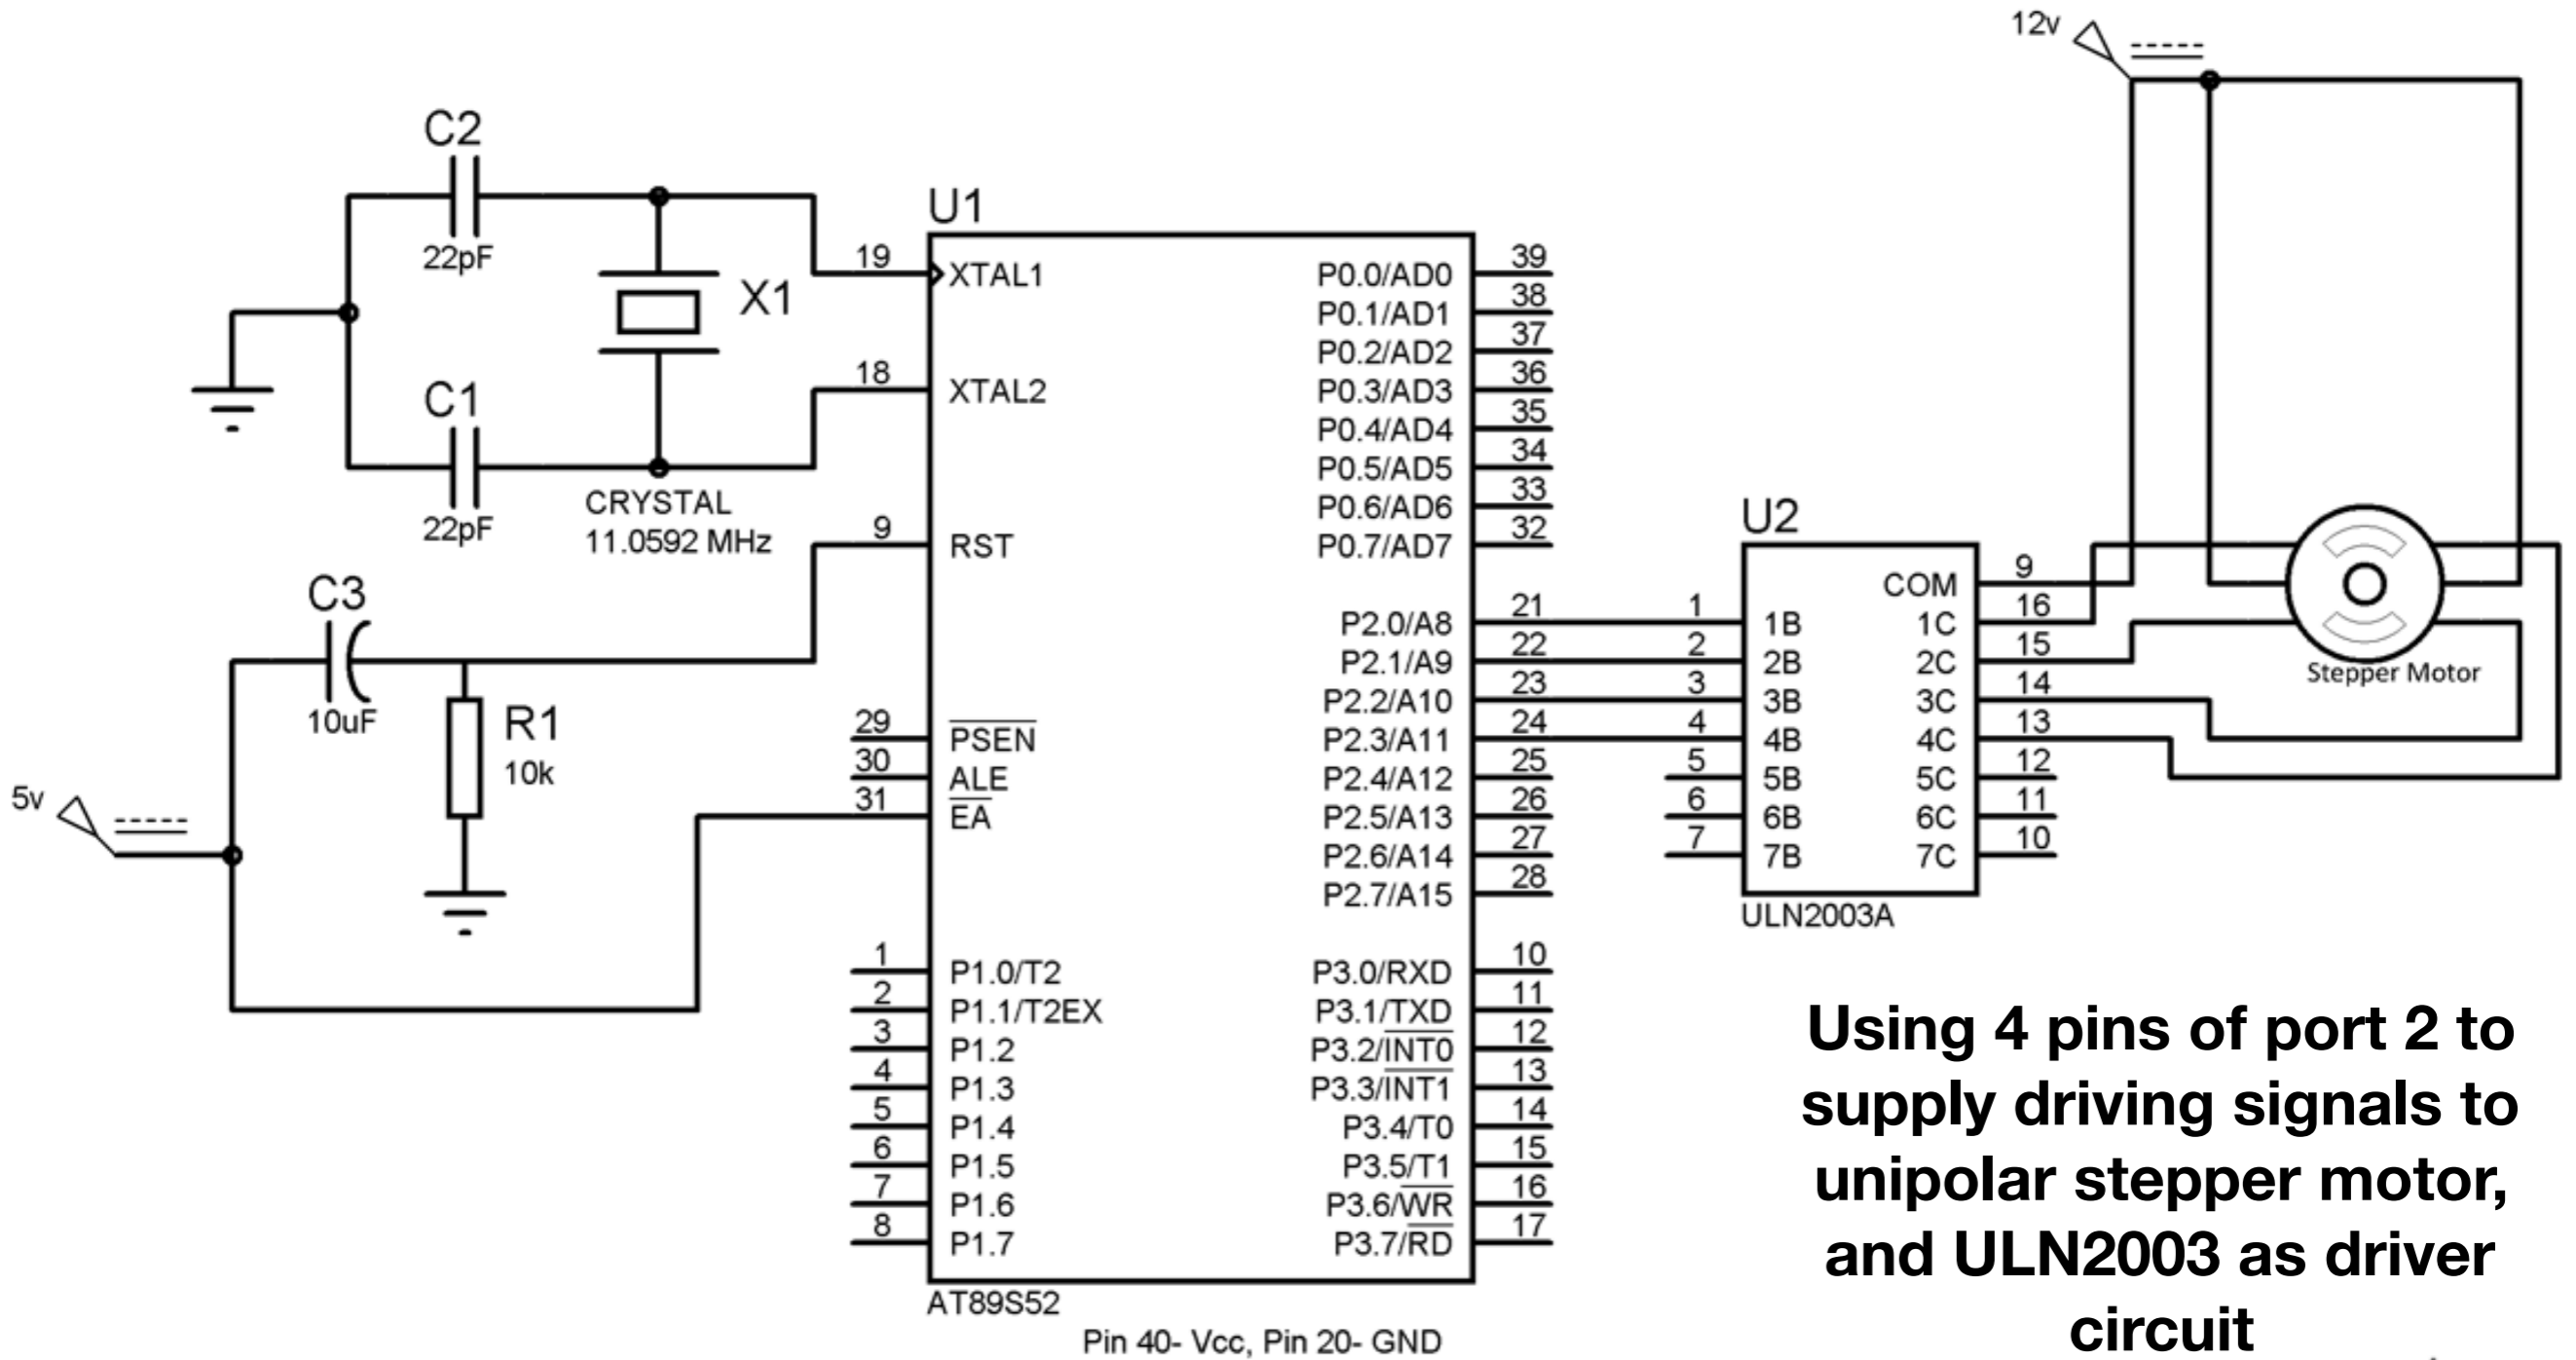 12v
C2
22pF
X1
C1
22pF
CRYSTAL
11.0592 MHz
C3
10uF
R1
10k
5v
U1
19 XTAL1
18 XTAL2
9 RST
29 PSEN
30 ALE
31 EA
1 P1.0/T2
2 P1.1/T2EX
3 P1.2
4 P1.3
5 P1.4
6 P1.5
7 P1.6
8 P1.7
P0.0/AD0 39
P0.1/AD1 38
P0.2/AD2 37
P0.3/AD3 36
P0.4/AD4 35
P0.5/AD5 34
P0.6/AD6 33
P0.7/AD7 32
P2.0/A8 21
P2.1/A9 22
P2.2/A10 23
P2.3/A11 24
P2.4/A12 25
P2.5/A13 26
P2.6/A14 27
P2.7/A15 28
P3.0/RXD 10
P3.1/TXD 11
P3.2/INT0 12
P3.3/INT1 13
P3.4/T0 14
P3.5/T1 15
P3.6/WR 16
P3.7/RD 17
AT89S52
Pin 40- Vcc, Pin 20- GND
U2
COM 9
1 1B 1C 16
2 2B 2C 15
3 3B 3C 14
4 4B 4C 13
5 5B 5C 12
6 6B 6C 11
7 7B 7C 10
ULN2003A
Stepper Motor
Using 4 pins of port 2 to
supply driving signals to
unipolar stepper motor,
and ULN2003 as driver
circuit